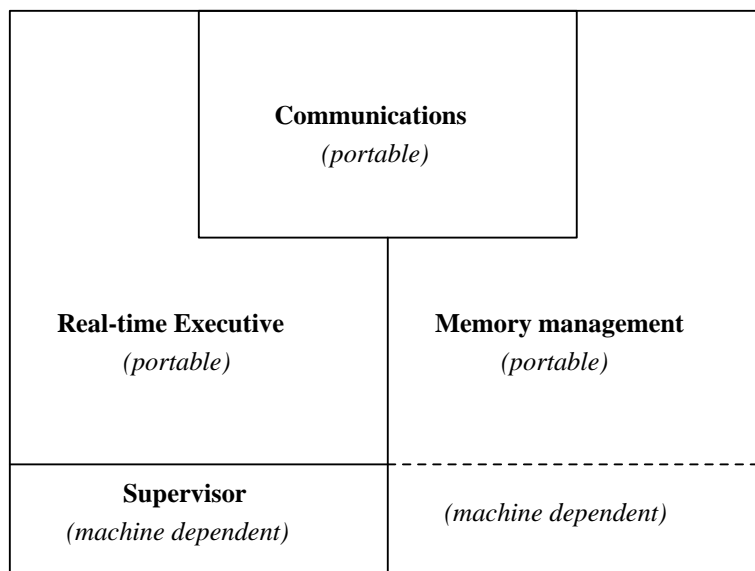 Communications
(portable)
Real-time Executive
(portable)
Memory management
(portable)
Supervisor
(machine dependent)
(machine dependent)